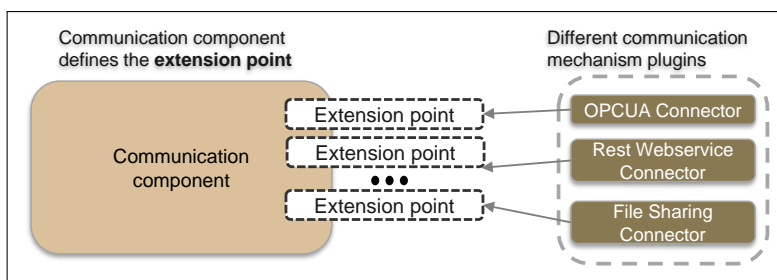 Communication component
defines the extension point
Different communication
mechanism plugins
Communication
component
Extension point
Extension point
•••
Extension point
OPCUA Connector
Rest Webservice
Connector
File Sharing
Connector